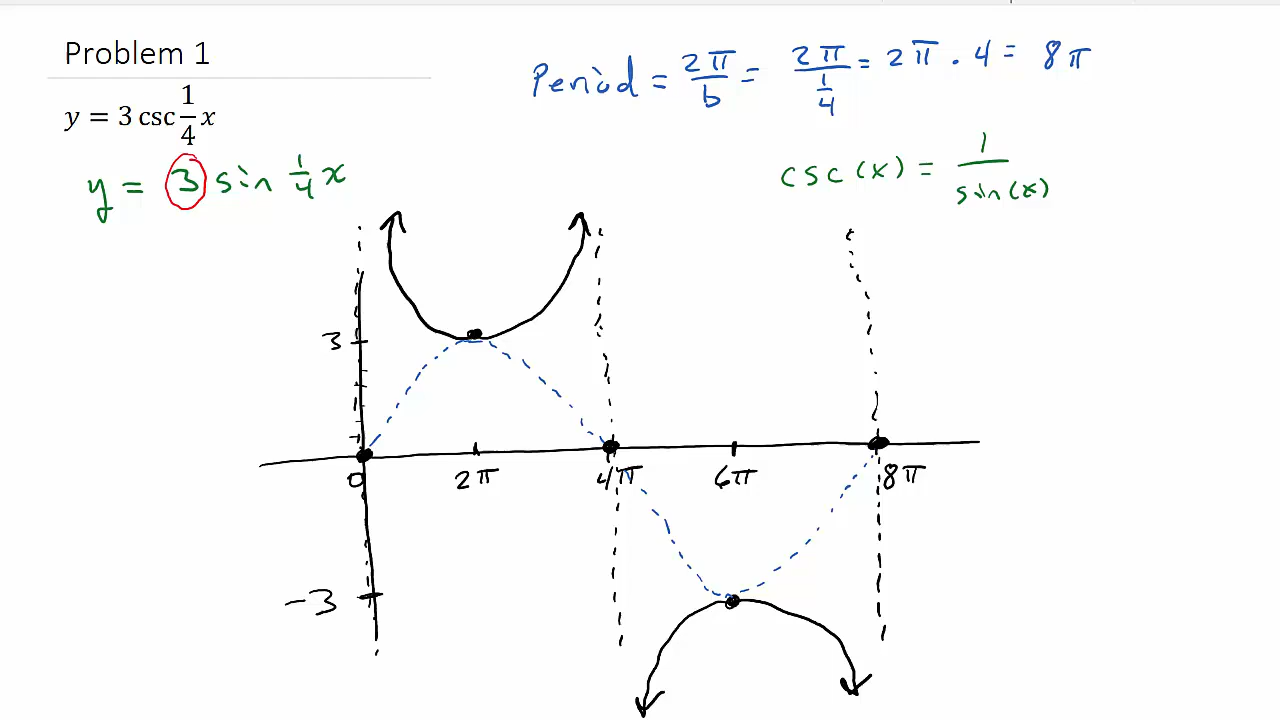 Problem 1
y = 3 csc 1/4 x
y = 3 sin 1/4 x
Period = 2π/b = 2π/(1/4) = 2π · 4 = 8π
csc(x) = 1/sin(x)
3
0 2π 4π 6π 8π
-3